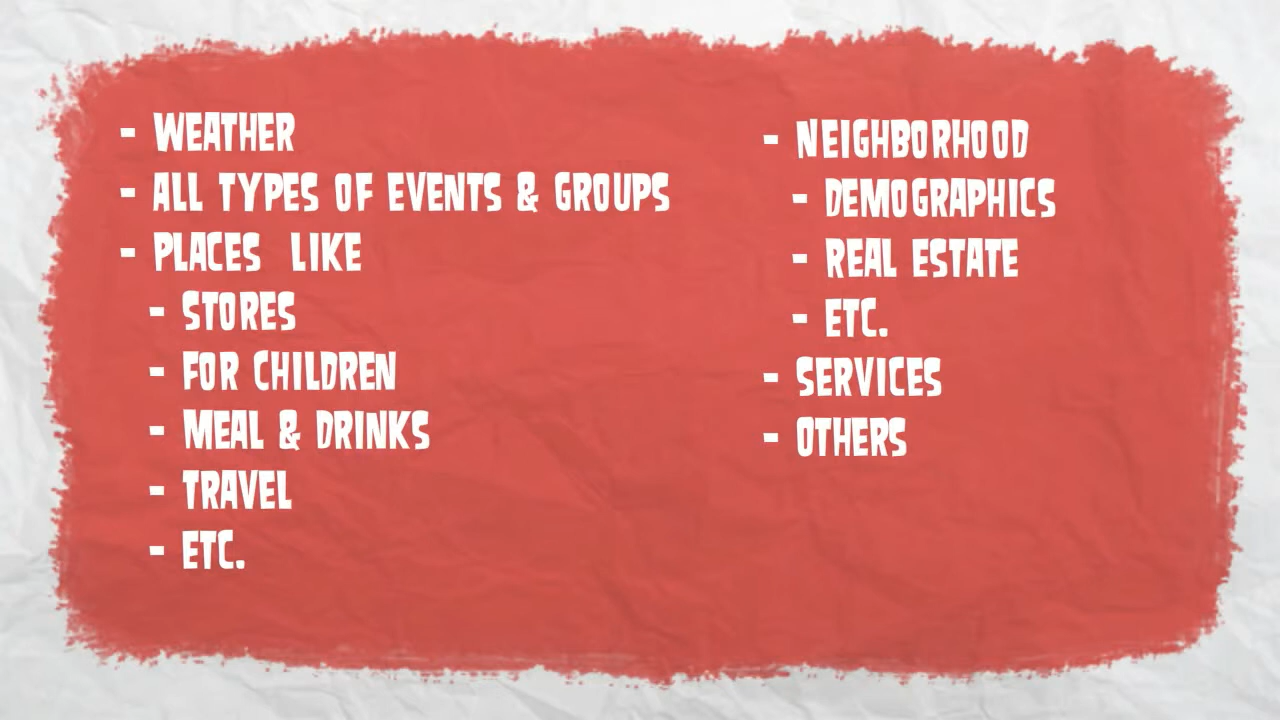 - WEATHER
- ALL TYPES OF EVENTS & GROUPS
- PLACES LIKE
- STORES
- FOR CHILDREN
- MEAL & DRINKS
- TRAVEL
- ETC.
- NEIGHBORHOOD
- DEMOGRAPHICS
- REAL ESTATE
- ETC.
- SERVICES
- OTHERS